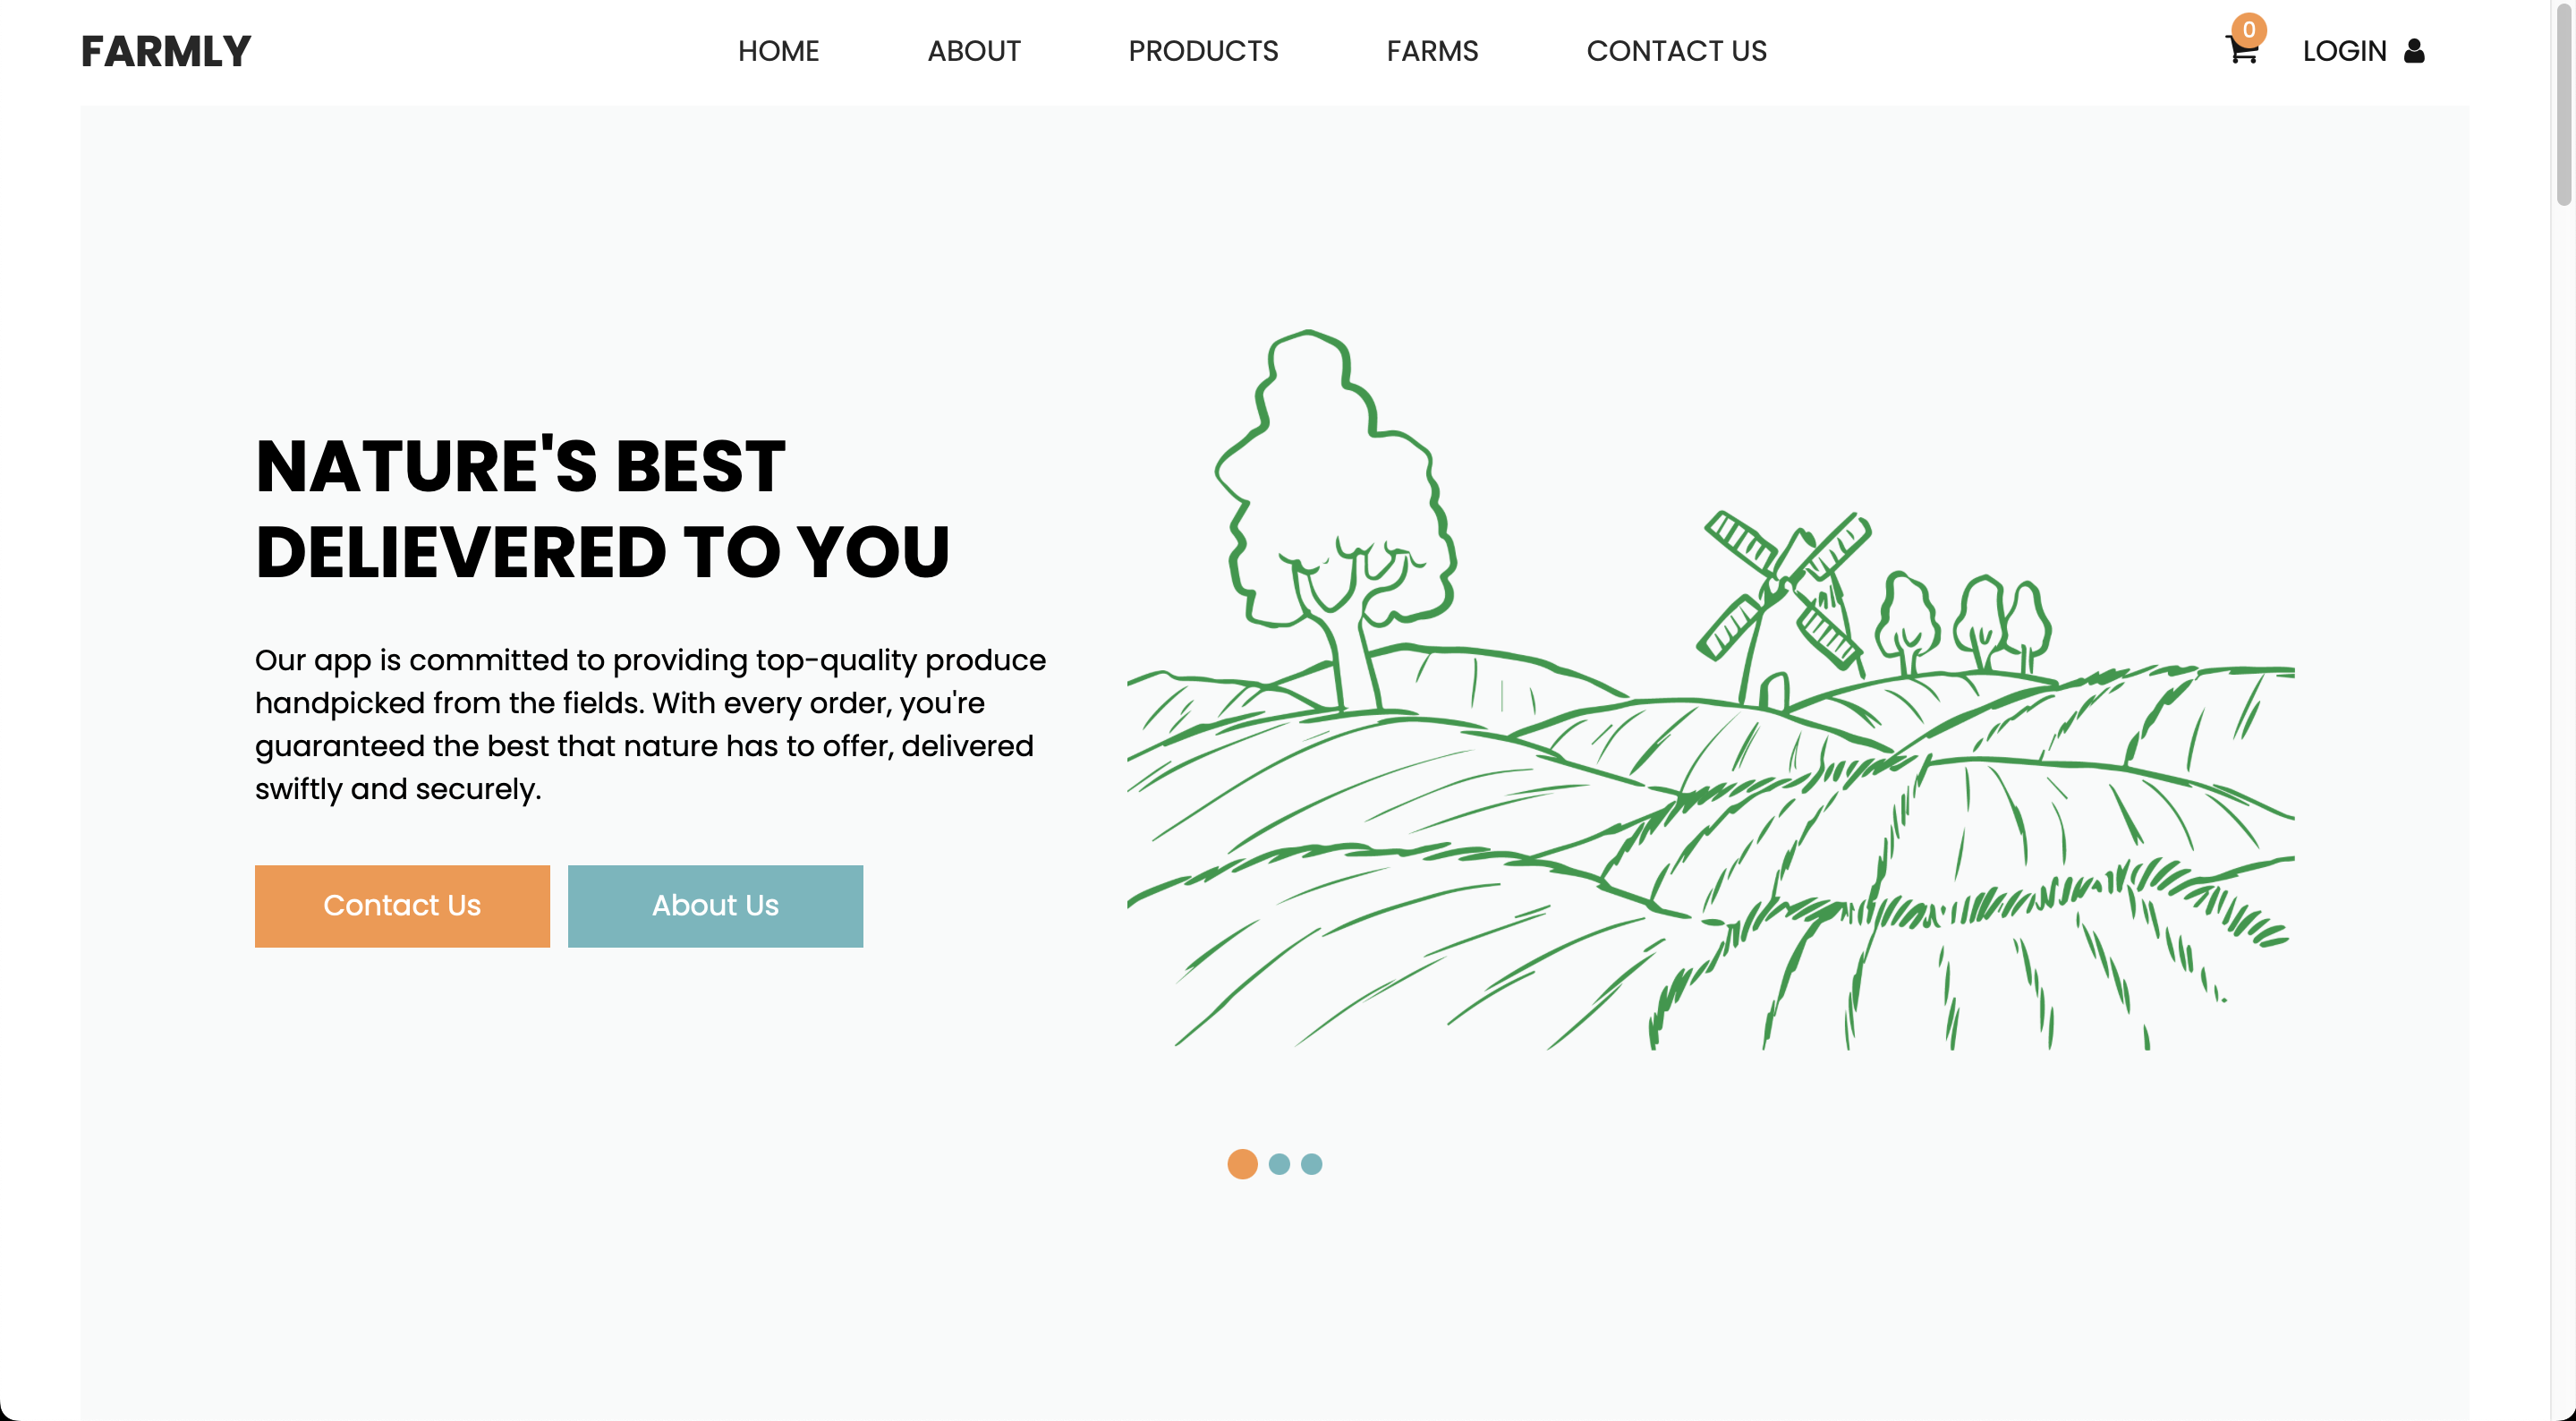 FARMLY
HOME
ABOUT
PRODUCTS
FARMS
CONTACT US
0
LOGIN
NATURE'S BEST
DELIEVERED TO YOU
Our app is committed to providing top-quality produce
handpicked from the fields. With every order, you're
guaranteed the best that nature has to offer, delivered
swiftly and securely.
Contact Us
About Us